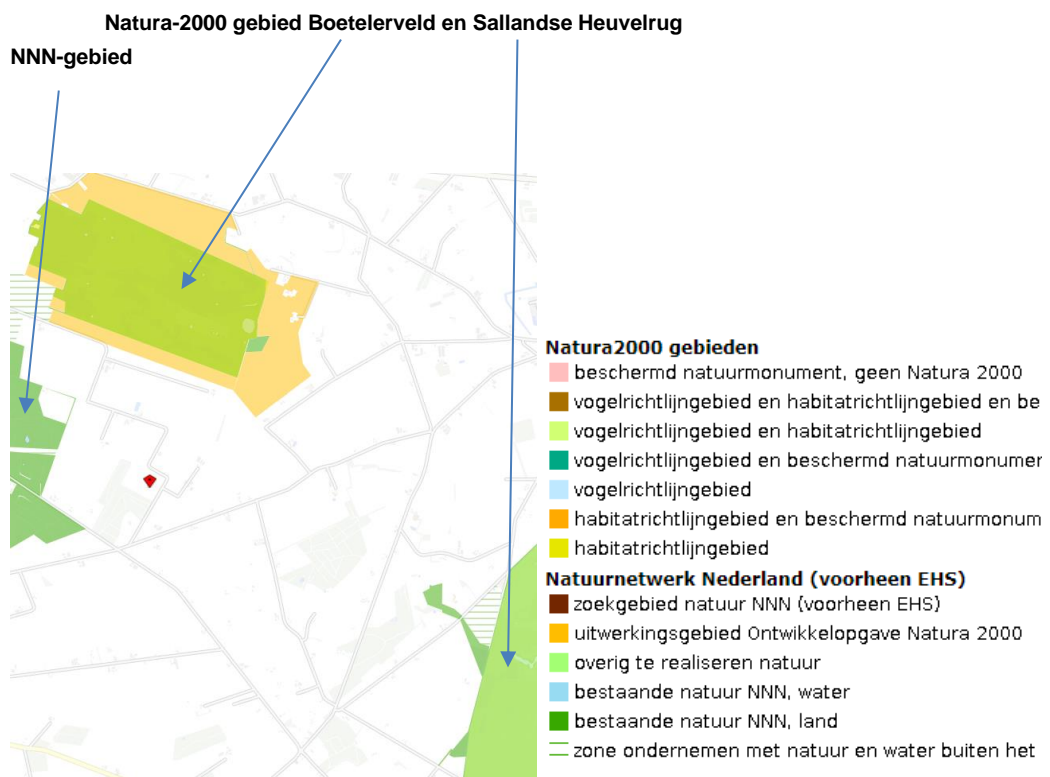 Natura-2000 gebied Boetelerveld en Sallandse Heuvelrug
NNN-gebied
Natura2000 gebieden
beschermd natuurmonument, geen Natura 2000
vogelrichtlijngebied en habitatrichtlijngebied en be
vogelrichtlijngebied en habitatrichtlijngebied
vogelrichtlijngebied en beschermd natuurmonumen
vogelrichtlijngebied
habitatrichtlijngebied en beschermd natuurmonum
habitatrichtlijngebied
Natuurnetwerk Nederland (voorheen EHS)
zoekgebied natuur NNN (voorheen EHS)
uitwerkingsgebied Ontwikkelopgave Natura 2000
overig te realiseren natuur
bestaande natuur NNN, water
bestaande natuur NNN, land
zone ondernemen met natuur en water buiten het